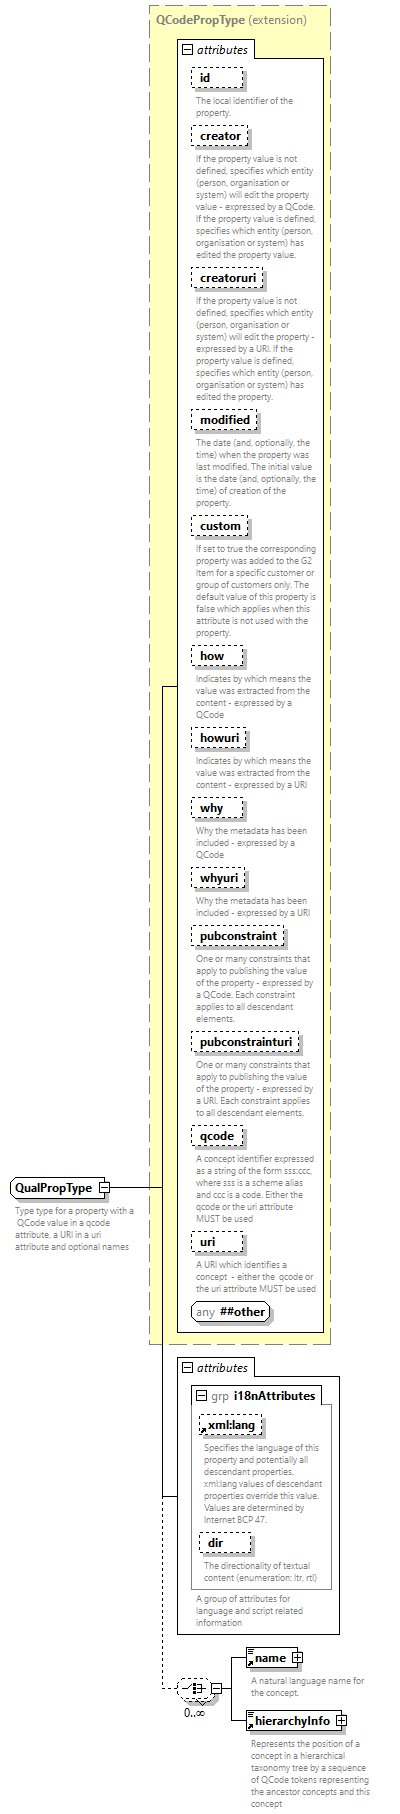 QCodePropType (extension)
attributes
id
The local identifier of the
property.
creator
If the property value is not
defined, specifies which entity
(person, organisation or
system) will edit the property
value - expressed by a QCode.
If the property value is defined,
specifies which entity (person,
organisation or system) has
edited the property value.
creatoruri
If the property value is not
defined, specifies which entity
(person, organisation or
system) will edit the property -
expressed by a URI. If the
property value is defined,
specifies which entity (person,
organisation or system) has
edited the property.
modified
The date (and, optionally, the
time) when the property was
last modified. The initial value
is the date (and, optionally, the
time) of creation of the
property.
custom
If set to true the corresponding
property was added to the G2
Item for a specific customer or
group of customers only. The
default value of this property is
false which applies when this
attribute is not used with the
property.
how
Indicates by which means the
value was extracted from the
content - expressed by a
QCode
howuri
Indicates by which means the
value was extracted from the
content - expressed by a URI
why
Why the metadata has been
included - expressed by a
QCode
whyuri
Why the metadata has been
included - expressed by a URI
pubconstraint
One or many constraints that
apply to publishing the value
of the property - expressed by
a QCode. Each constraint
applies to all descendant
elements.
pubconstrainturi
One or many constraints that
apply to publishing the value
of the property - expressed by
a URI. Each constraint applies
to all descendant elements.
qcode
A concept identifier expressed
as a string of the form sss:ccc,
where sss is a scheme alias
and ccc is a code. Either the
qcode or the uri attribute
MUST be used
uri
A URI which identifies a
concept - either the qcode or
the uri attribute MUST be used
any ##other
QualPropType
Type type for a property with a
QCode value in a qcode
attribute, a URI in a uri
attribute and optional names
attributes
grp i18nAttributes
xml:lang
Specifies the language of this
property and potentially all
descendant properties.
xml:lang values of descendant
properties override this value.
Values are determined by
Internet BCP 47.
dir
The directionality of textual
content (enumeration: ltr, rtl)
A group of attributes for
language and script related
information
0..∞
name
A natural language name for
the concept.
hierarchyInfo
Represents the position of a
concept in a hierarchical
taxonomy tree by a sequence
of QCode tokens representing
the ancestor concepts and this
concept